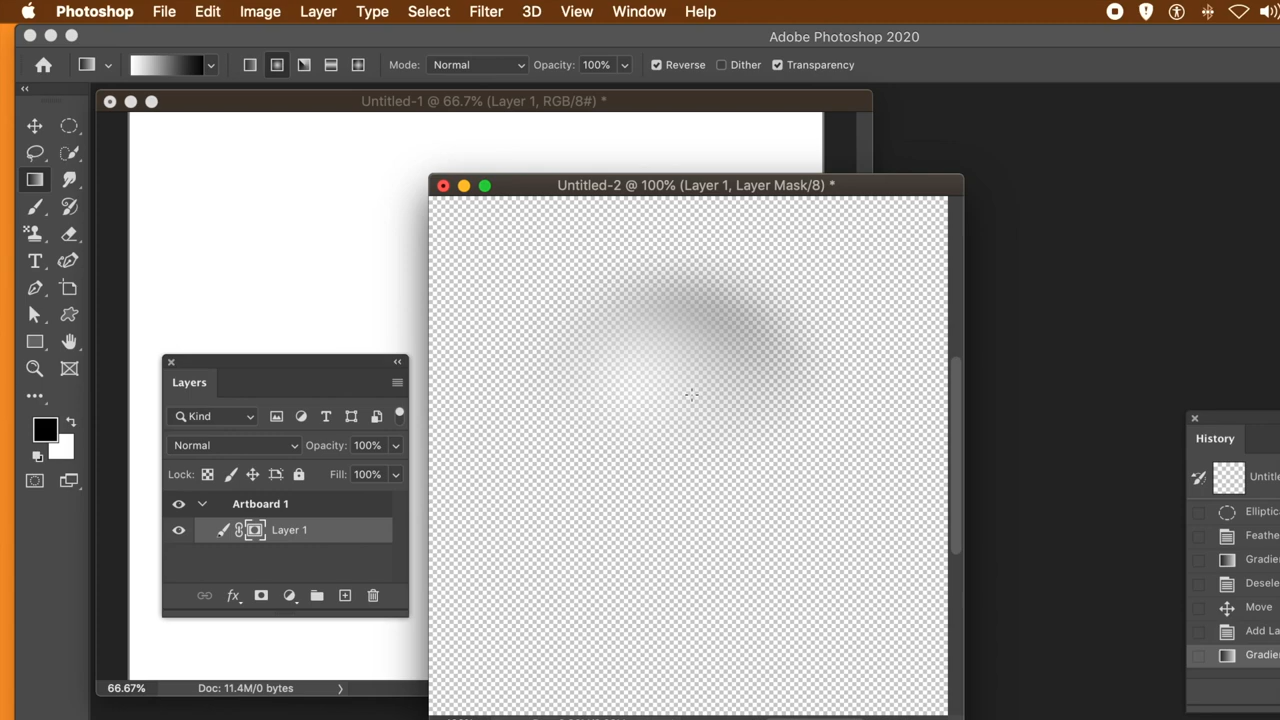 Photoshop File Edit Image Layer Type Select Filter 3D View Window Help
Adobe Photoshop 2020
Mode: Normal Opacity: 100% Reverse Dither Transparency
Untitled-1 @ 66.7% (Layer 1, RGB/8#) *
Untitled-2 @ 100% (Layer 1, Layer Mask/8) *
Layers
Kind
Normal Opacity: 100%
Lock: Fill: 100%
Artboard 1
Layer 1
fx
66.67% Doc: 11.4M/0 bytes
History
Untitle
Elliptic
Feathe
Gradie
Desele
Move
Add La
Gradie